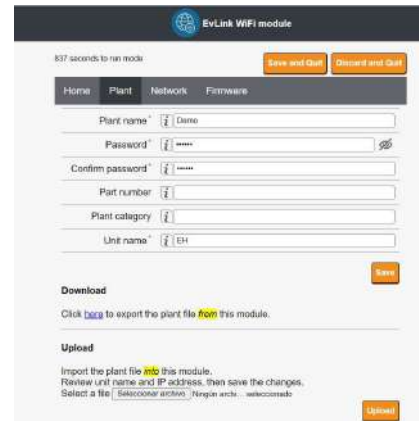 EvLink WiFi module
837 seconds to run mode
Save and Quit
Discard and Quit
Home Plant Network Firmware
Plant name* i Demo
Password* i ••••••
Confirm password* i ••••••
Part number i
Plant category i
Unit name* i EH
Save
Download
Click here to export the plant file from this module.
Upload
Import the plant file into this module.
Review unit name and IP address, then save the changes.
Select a file Seleccionar archivo Ningún archi... seleccionado
Upload